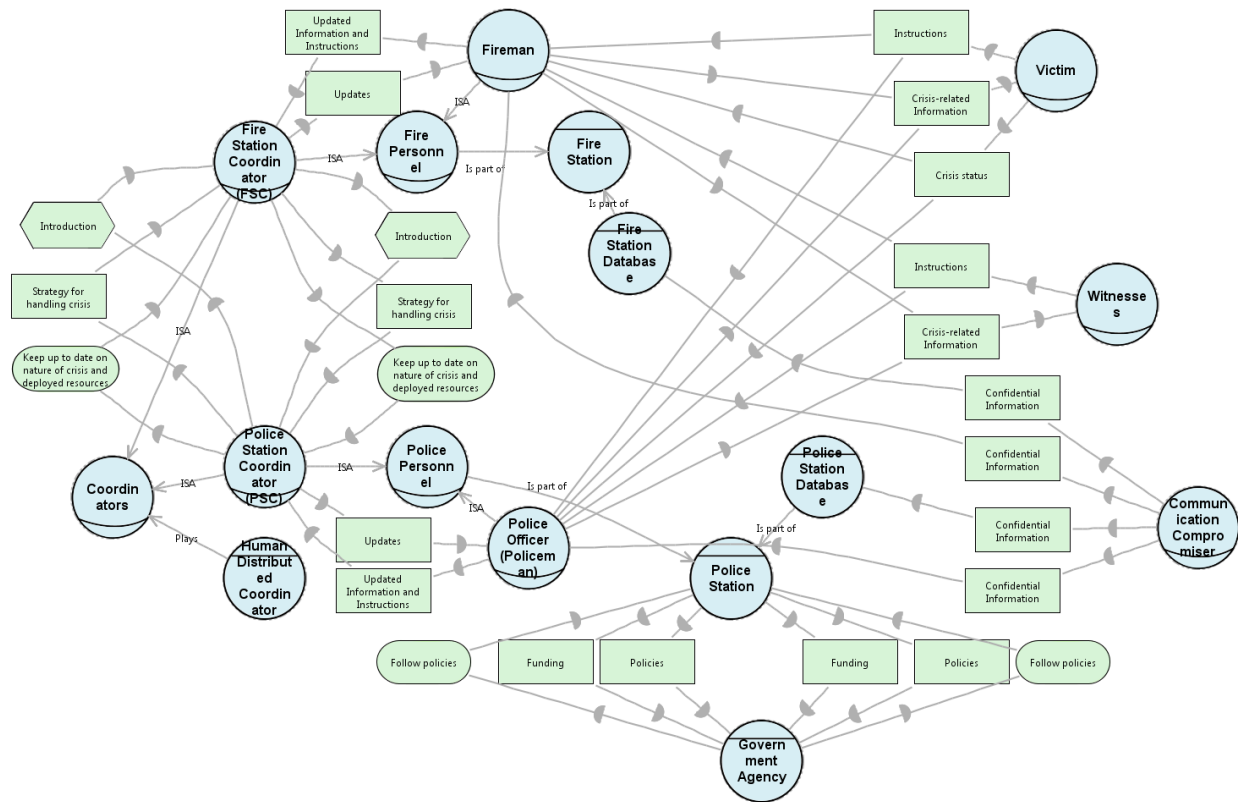 Updated
Information and
Instructions
Fireman
Instructions
Victim
Updates
ISA
Crisis-related
Information
Fire
Station
Coordinator
(FSC)
ISA
Fire
Personn
el
Is part of
Fire
Station
Crisis status
Is part of
Introduction
Introduction
Fire
Station
Databas
e
Instructions
Witnesse
s
Strategy for
handling crisis
Strategy for
handling crisis
Crisis-related
Information
ISA
Keep up to date on
nature of crisis and
deployed resources
Keep up to date on
nature of crisis and
deployed resources
Confidential
Information
Police
Station
Coordin
ator
(PSC)
ISA
Police
Personn
el
Is part of
Police
Station
Databas
e
Confidential
Information
Coordin
ators
ISA
ISA
Plays
Human
Distribut
ed
Coordin
ator
Updates
Updated
Information and
Instructions
Police
Officer
(Policem
an)
Is part of
Police
Station
Confidential
Information
Commu
nication
Compro
miser
Confidential
Information
Follow policies
Funding
Policies
Funding
Policies
Follow policies
Govern
ment
Agency